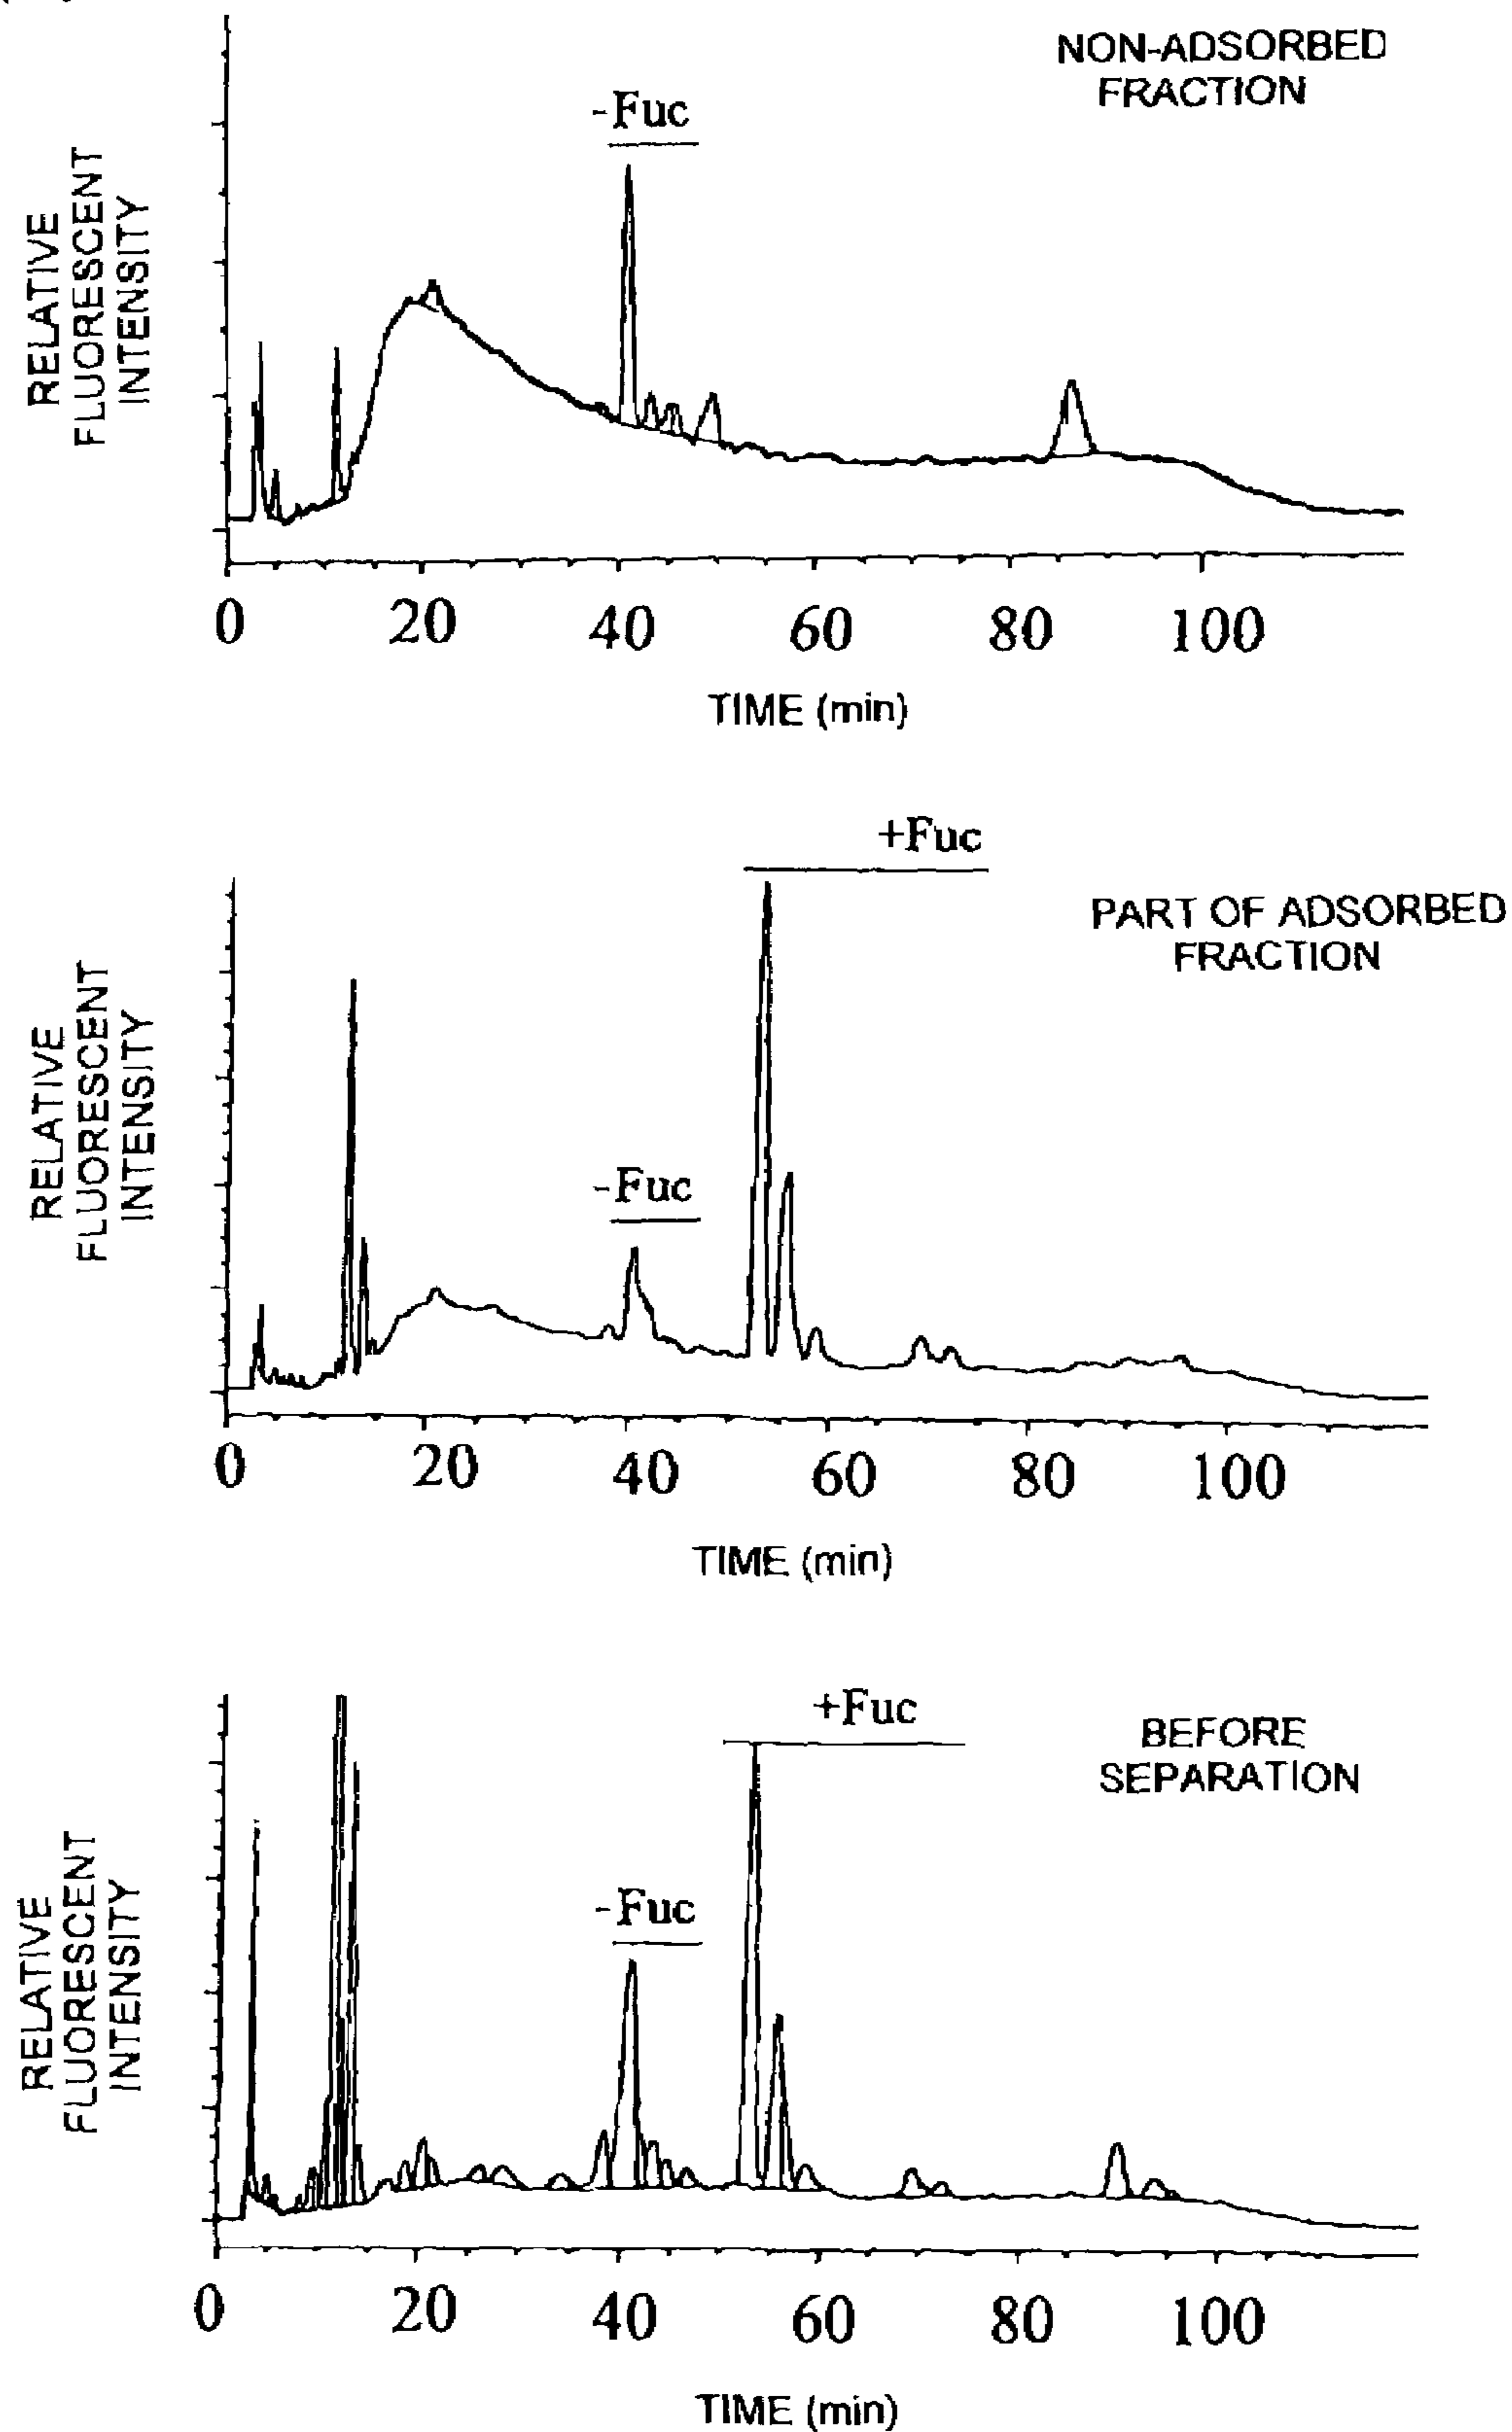 NON-ADSORBED
FRACTION
-Fuc
RELATIVE
FLUORESCENT
INTENSITY
0 20 40 60 80 100
TIME (min)
+Fuc
PART OF ADSORBED
FRACTION
-Fuc
RELATIVE
FLUORESCENT
INTENSITY
0 20 40 60 80 100
TIME (min)
+Fuc
BEFORE
SEPARATION
-Fuc
RELATIVE
FLUORESCENT
INTENSITY
0 20 40 60 80 100
TIME (min)